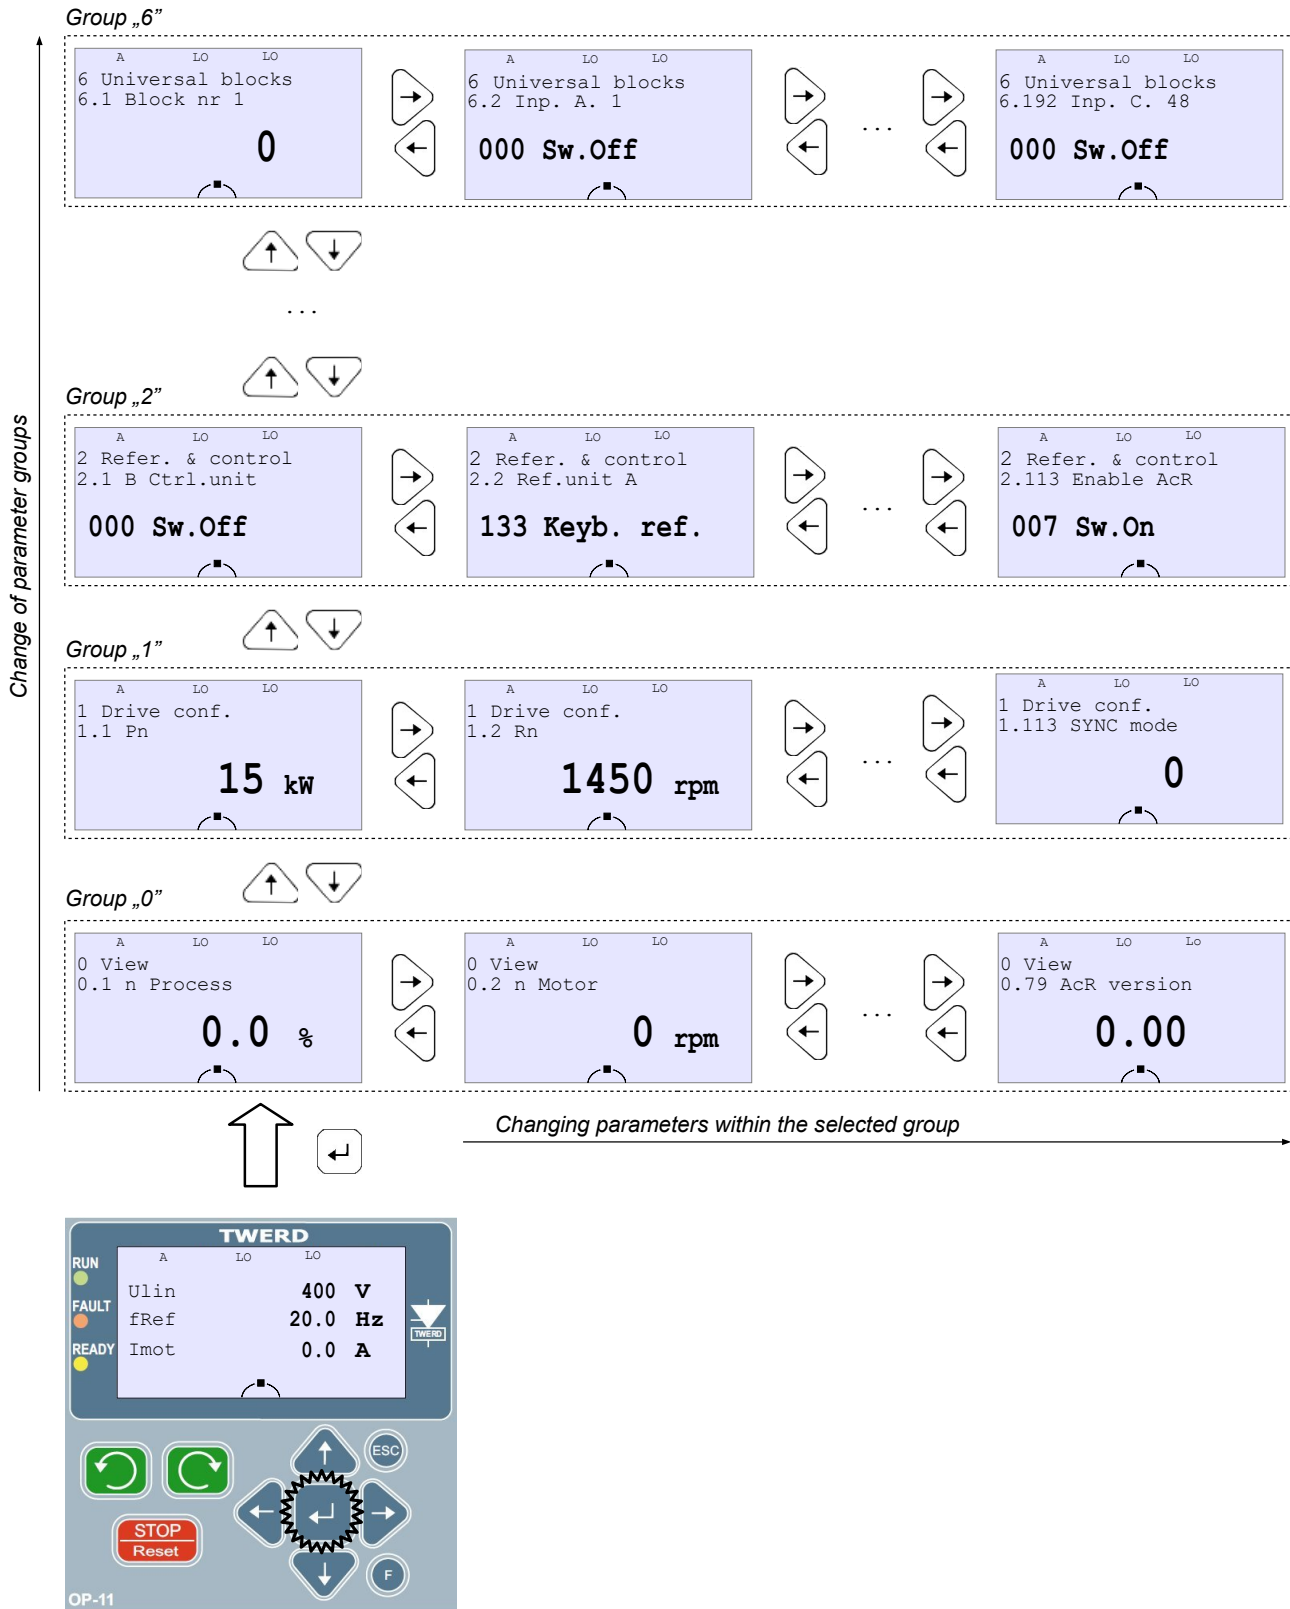 Group „6”
A LO LO
6 Universal blocks
6.1 Block nr 1
0
A LO LO
6 Universal blocks
6.2 Inp. A. 1
000 Sw.Off
...
A LO LO
6 Universal blocks
6.192 Inp. C. 48
000 Sw.Off
...
Change of parameter groups
Group „2”
A LO LO
2 Refer. & control
2.1 B Ctrl.unit
000 Sw.Off
A LO LO
2 Refer. & control
2.2 Ref.unit A
133 Keyb. ref.
...
A LO LO
2 Refer. & control
2.113 Enable AcR
007 Sw.On
Group „1”
A LO LO
1 Drive conf.
1.1 Pn
15 kW
A LO LO
1 Drive conf.
1.2 Rn
1450 rpm
...
A LO LO
1 Drive conf.
1.113 SYNC mode
0
Group „0”
A LO LO
0 View
0.1 n Process
0.0 %
A LO LO
0 View
0.2 n Motor
0 rpm
...
A LO Lo
0 View
0.79 AcR version
0.00
Changing parameters within the selected group
TWERD
A LO LO
RUN
FAULT
READY
Ulin 400 V
fRef 20.0 Hz
Imot 0.0 A
TWERD
ESC
STOP
Reset
F
OP-11